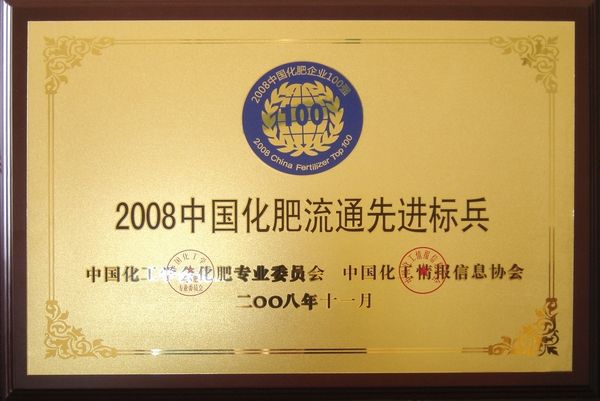 2008中国化肥企业100强
100
2008 China Fertilizer Top 100
2008中国化肥流通先进标兵
中国化工学会化肥专业委员会 中国化工情报信息协会
二〇〇八年十一月